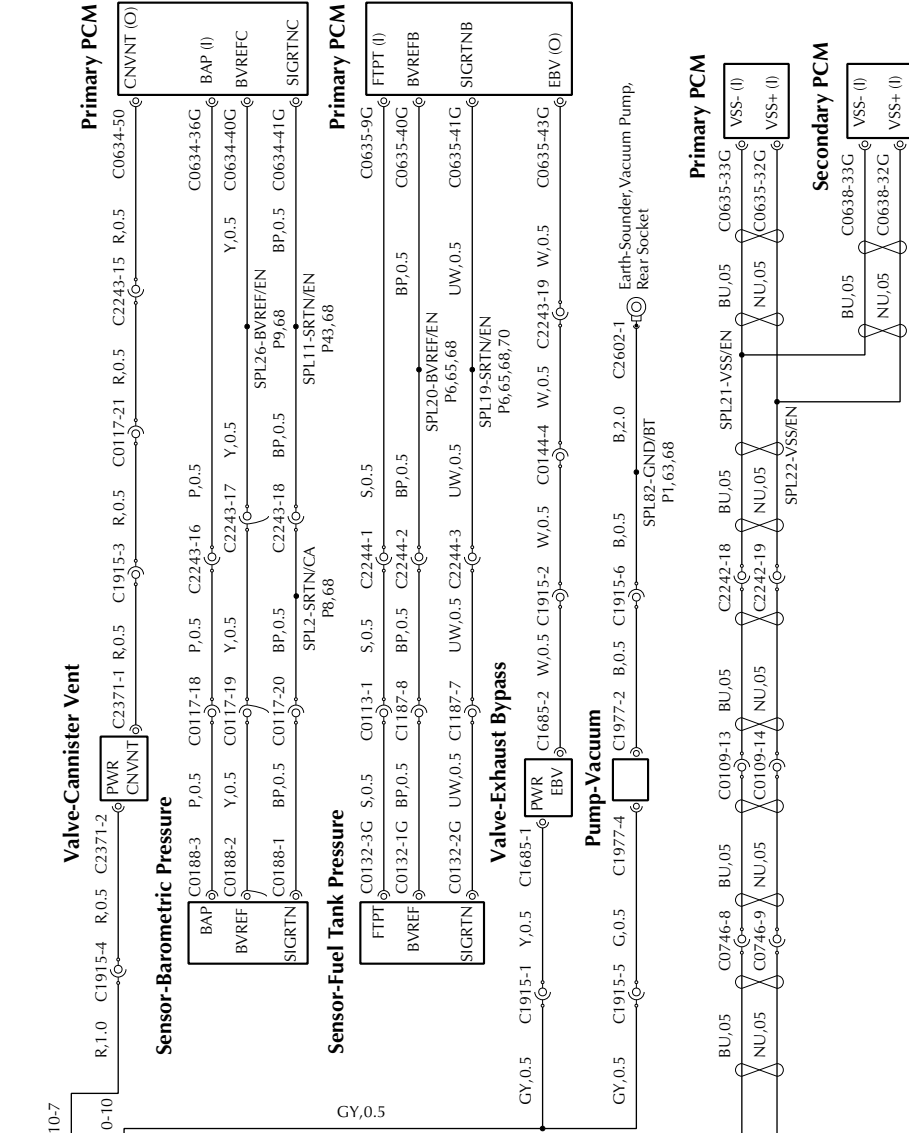 Primary PCM
CNVNT (O)
BAP (I)
BVREFC
SIGRTNC
C0634-50
C0634-36G
C0634-40G
C0634-41G
Primary PCM
FTPT (I)
BVREFB
SIGRTNB
EBV (O)
C0635-9G
C0635-40G
C0635-41G
C0635-43G
Primary PCM
VSS- (I)
VSS+ (I)
C0635-33G
C0635-32G
Secondary PCM
VSS- (I)
VSS+ (I)
C0638-33G
C0638-32G
Valve-Cannister Vent
R,1.0 C1915-4 R,0.5 C2371-2
PWR
CNVNT
C2371-1 R,0.5 C1915-3 R,0.5 C0117-21 R,0.5 C2243-15 R,0.5
Sensor-Barometric Pressure
BAP
BVREF
SIGRTN
C0188-3 P,0.5 C0117-18 P,0.5 C2243-16 P,0.5
C0188-2 Y,0.5 C0117-19 Y,0.5 C2243-17 Y,0.5 Y,0.5
SPL26-BVREF/EN
P9,68
C0188-1 BP,0.5 C0117-20 BP,0.5 C2243-18 BP,0.5 BP,0.5
SPL2-SRTN/CA
P8,68
SPL11-SRTN/EN
P43,68
Sensor-Fuel Tank Pressure
FTPT
BVREF
SIGRTN
C0132-3G S,0.5 C0113-1 S,0.5 C2244-1 S,0.5
C0132-1G BP,0.5 C1187-8 BP,0.5 C2244-2 BP,0.5 BP,0.5
SPL20-BVREF/EN
P6,65,68
C0132-2G UW,0.5 C1187-7 UW,0.5 C2244-3 UW,0.5 UW,0.5
SPL19-SRTN/EN
P6,65,68,70
Valve-Exhaust Bypass
GY,0.5 C1915-1 Y,0.5 C1685-1
PWR
EBV
C1685-2 W,0.5 C1915-2 W,0.5 C0144-4 W,0.5 C2243-19 W,0.5
Pump-Vacuum
GY,0.5 C1915-5 G,0.5 C1977-4
C1977-2 B,0.5 C1915-6 B,0.5 B,2.0 C2602-1
SPL82-GND/BT
P1,63,68
Earth-Sounder,Vacuum Pump,
Rear Socket
BU,05 C0746-8 BU,05 C0109-13 BU,05 C2242-18 BU,05 BU,05
SPL21-VSS/EN
NU,05 C0746-9 NU,05 C0109-14 NU,05 C2242-19 NU,05 NU,05
SPL22-VSS/EN
BU,05
NU,05
10-7
0-10
GY,0.5